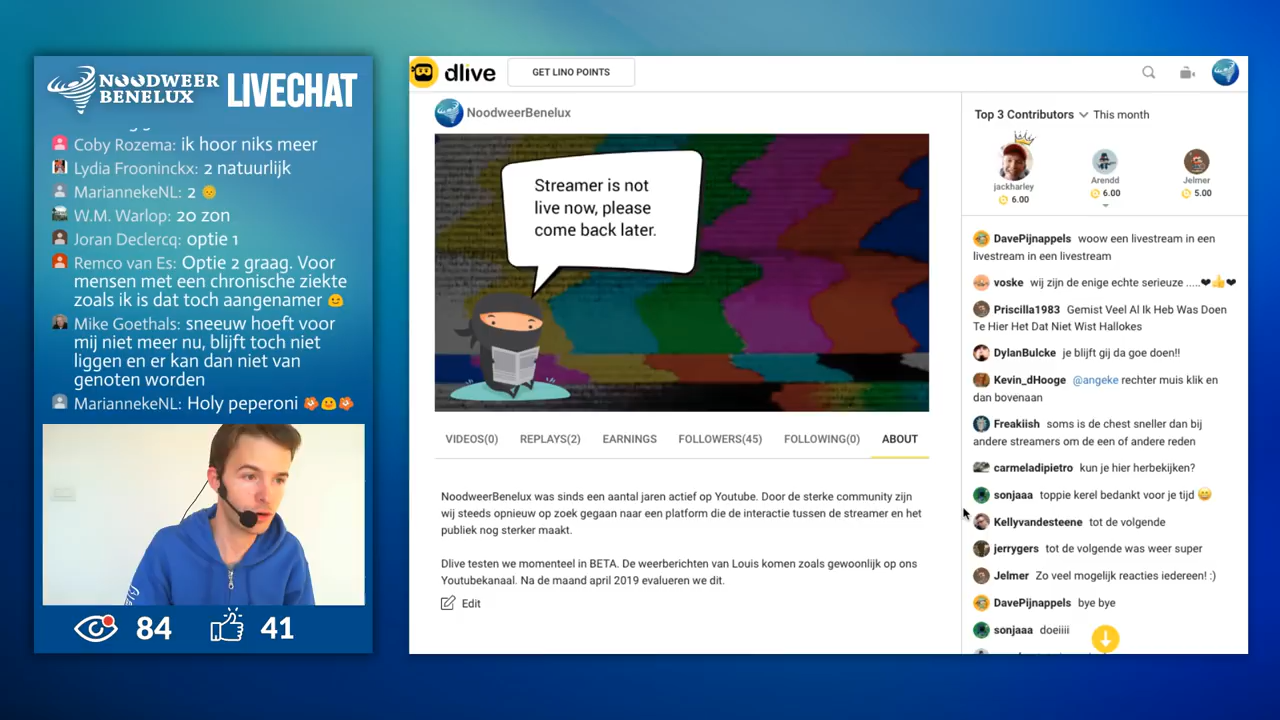 NOODWEER
BENELUX
LIVECHAT
Coby Rozema: ik hoor niks meer
Lydia Frooninckx: 2 natuurlijk
MariannekeNL: 2 🌞
W.M. Warlop: 20 zon
Joran Declercq: optie 1
Remco van Es: Optie 2 graag. Voor
mensen met een chronische ziekte
zoals ik is dat toch aangenamer 🙂
Mike Goethals: sneeuw hoeft voor
mij niet meer nu, blijft toch niet
liggen en er kan dan niet van
genoten worden
MariannekeNL: Holy peperoni
84
41
dlive
GET LINO POINTS
NoodweerBenelux
Streamer is not
live now, please
come back later.
VIDEOS(0) REPLAYS(2) EARNINGS FOLLOWERS(45) FOLLOWING(0) ABOUT
NoodweerBenelux was sinds een aantal jaren actief op Youtube. Door de sterke community zijn
wij steeds opnieuw op zoek gegaan naar een platform die de interactie tussen de streamer en het
publiek nog sterker maakt.
Dlive testen we momenteel in BETA. De weerberichten van Louis komen zoals gewoonlijk op ons
Youtubekanaal. Na de maand april 2019 evalueren we dit.
Edit
Top 3 Contributors This month
jackharley
6.00
Arendd
6.00
Jelmer
5.00
DavePijnappels woow een livestream in een
livestream in een livestream
voske wij zijn de enige echte serieuze .....❤👍❤
Priscilla1983 Gemist Veel Al Ik Heb Was Doen
Te Hier Het Dat Niet Wist Hallokes
DylanBulcke je blijft gij da goe doen!!
Kevin_dHooge @angeke rechter muis klik en
dan bovenaan
Freakiish soms is de chest sneller dan bij
andere streamers om de een of andere reden
carmeladipietro kun je hier herbekijken?
sonjaaa toppie kerel bedankt voor je tijd 😀
Kellyvandesteene tot de volgende
jerrygers tot de volgende was weer super
Jelmer Zo veel mogelijk reacties iedereen! :)
DavePijnappels bye bye
sonjaaa doeiiii